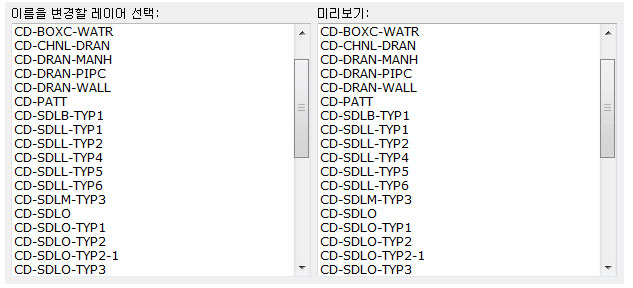 이름을 변경할 레이어 선택:
CD-BOXC-WATR
CD-CHNL-DRAN
CD-DRAN-MANH
CD-DRAN-PIPC
CD-DRAN-WALL
CD-PATT
CD-SDLB-TYP1
CD-SDLL-TYP1
CD-SDLL-TYP2
CD-SDLL-TYP4
CD-SDLL-TYP5
CD-SDLL-TYP6
CD-SDLM-TYP3
CD-SDLO
CD-SDLO-TYP1
CD-SDLO-TYP2
CD-SDLO-TYP2-1
CD-SDLO-TYP3
미리보기:
CD-BOXC-WATR
CD-CHNL-DRAN
CD-DRAN-MANH
CD-DRAN-PIPC
CD-DRAN-WALL
CD-PATT
CD-SDLB-TYP1
CD-SDLL-TYP1
CD-SDLL-TYP2
CD-SDLL-TYP4
CD-SDLL-TYP5
CD-SDLL-TYP6
CD-SDLM-TYP3
CD-SDLO
CD-SDLO-TYP1
CD-SDLO-TYP2
CD-SDLO-TYP2-1
CD-SDLO-TYP3